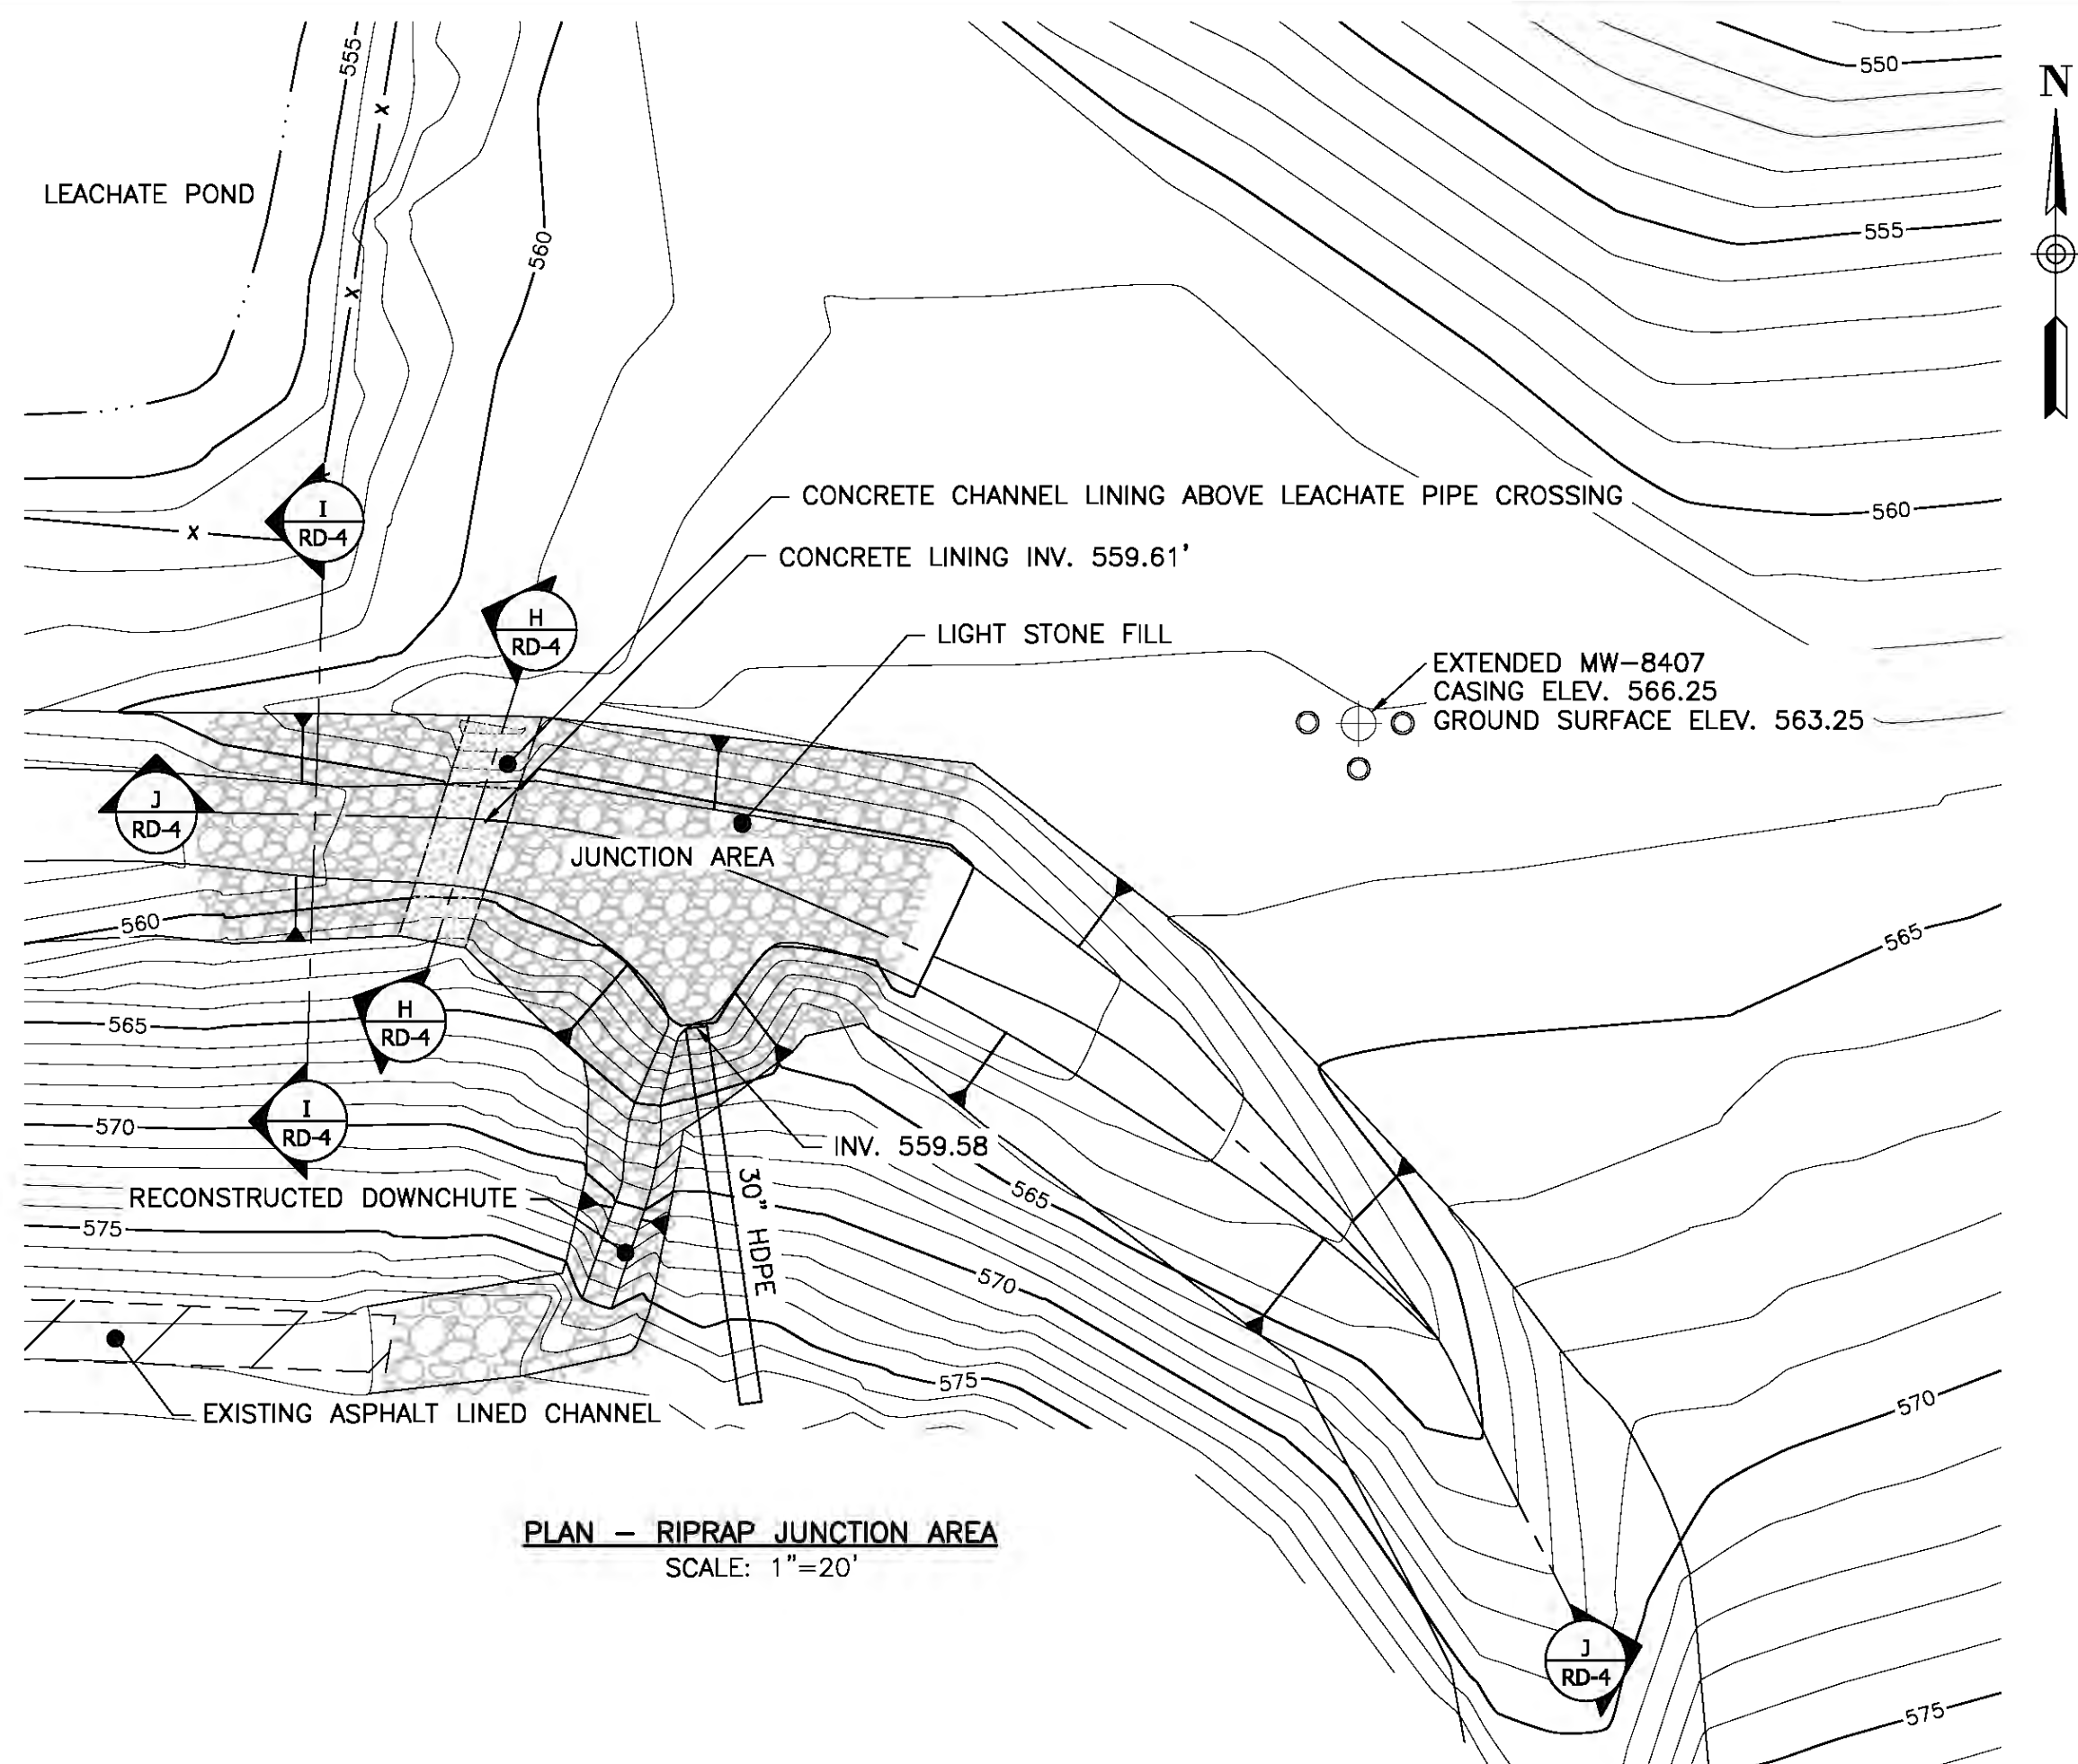 555
550
N
LEACHATE POND
X
555
560
X
CONCRETE CHANNEL LINING ABOVE LEACHATE PIPE CROSSING
560
I
RD-4
X
CONCRETE LINING INV. 559.61'
H
RD-4
LIGHT STONE FILL
EXTENDED MW-8407
CASING ELEV. 566.25
GROUND SURFACE ELEV. 563.25
J
RD-4
JUNCTION AREA
560
565
H
RD-4
565
I
RD-4
570
INV. 559.58
30" HDPE
565
RECONSTRUCTED DOWNCHUTE
575
570
575
570
EXISTING ASPHALT LINED CHANNEL
PLAN - RIPRAP JUNCTION AREA
SCALE: 1"=20'
J
RD-4
575